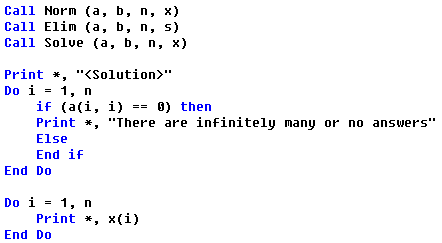 Call Norm (a, b, n, x)
Call Elim (a, b, n, s)
Call Solve (a, b, n, x)
Print *, "<Solution>"
Do i = 1, n
if (a(i, i) == 0) then
Print *, "There are infinitely many or no answers"
Else
End if
End Do
Do i = 1, n
Print *, x(i)
End Do